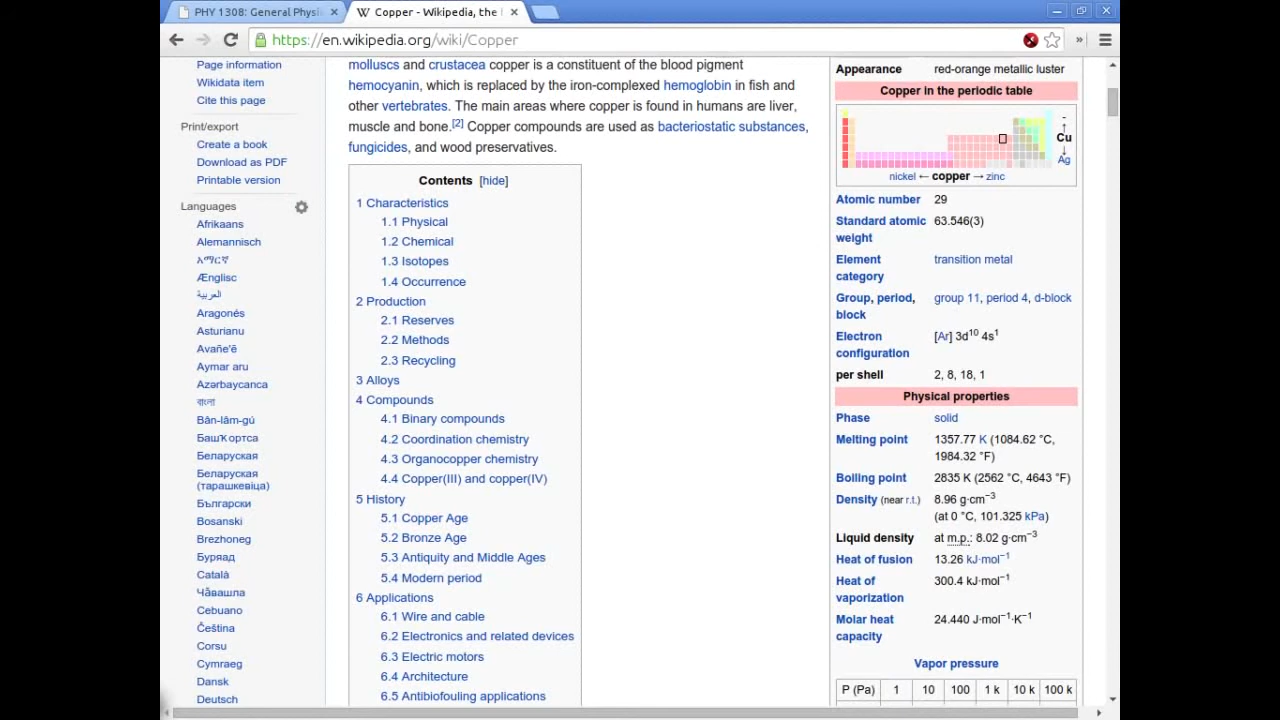 PHY 1308: General Physi
Copper - Wikipedia, the
https://en.wikipedia.org/wiki/Copper
Page information
Wikidata item
Cite this page
Print/export
Create a book
Download as PDF
Printable version
Languages
Afrikaans
Alemannisch
አማርኛ
Ænglisc
العربية
Aragonés
Asturianu
Avañe'ẽ
Aymar aru
Azərbaycanca
বাংলা
Bân-lâm-gú
Башҡортса
Беларуская
Беларуская
(тарашкевіца)
Български
Bosanski
Brezhoneg
Буряад
Català
Чӑвашла
Cebuano
Čeština
Corsu
Cymraeg
Dansk
Deutsch
molluscs and crustacea copper is a constituent of the blood pigment
hemocyanin, which is replaced by the iron-complexed hemoglobin in fish and
other vertebrates. The main areas where copper is found in humans are liver,
muscle and bone.[2] Copper compounds are used as bacteriostatic substances,
fungicides, and wood preservatives.
Contents [hide]
1 Characteristics
1.1 Physical
1.2 Chemical
1.3 Isotopes
1.4 Occurrence
2 Production
2.1 Reserves
2.2 Methods
2.3 Recycling
3 Alloys
4 Compounds
4.1 Binary compounds
4.2 Coordination chemistry
4.3 Organocopper chemistry
4.4 Copper(III) and copper(IV)
5 History
5.1 Copper Age
5.2 Bronze Age
5.3 Antiquity and Middle Ages
5.4 Modern period
6 Applications
6.1 Wire and cable
6.2 Electronics and related devices
6.3 Electric motors
6.4 Architecture
6.5 Antibiofouling applications
Appearance red-orange metallic luster
Copper in the periodic table
-
↑
Cu
↓
Ag
nickel ← copper → zinc
Atomic number 29
Standard atomic weight 63.546(3)
Element category transition metal
Group, period, block group 11, period 4, d-block
Electron configuration [Ar] 3d¹⁰ 4s¹
per shell 2, 8, 18, 1
Physical properties
Phase solid
Melting point 1357.77 K (1084.62 °C,
1984.32 °F)
Boiling point 2835 K (2562 °C, 4643 °F)
Density (near r.t.) 8.96 g·cm⁻³
(at 0 °C, 101.325 kPa)
Liquid density at m.p.: 8.02 g·cm⁻³
Heat of fusion 13.26 kJ·mol⁻¹
Heat of vaporization 300.4 kJ·mol⁻¹
Molar heat capacity 24.440 J·mol⁻¹·K⁻¹
Vapor pressure
P (Pa) 1 10 100 1 k 10 k 100 k